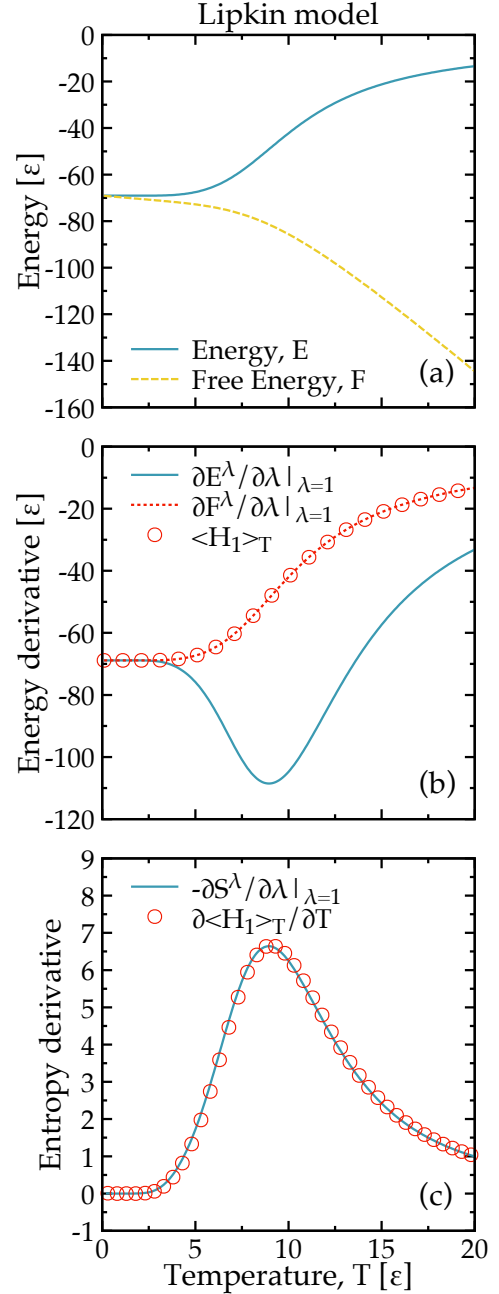 Lipkin model
0
-20
-40
-60
-80
-100
-120
-140
-160
Energy [ε]
Energy, E
Free Energy, F
(a)
0
-20
-40
-60
-80
-100
-120
Energy derivative [ε]
∂E^λ/∂λ|_λ=1
∂F^λ/∂λ|_λ=1
<H_1>_T
(b)
9
8
7
6
5
4
3
2
1
0
-1
Entropy derivative
-∂S^λ/∂λ|_λ=1
∂<H_1>_T/∂T
(c)
0 5 10 15 20
Temperature, T [ε]